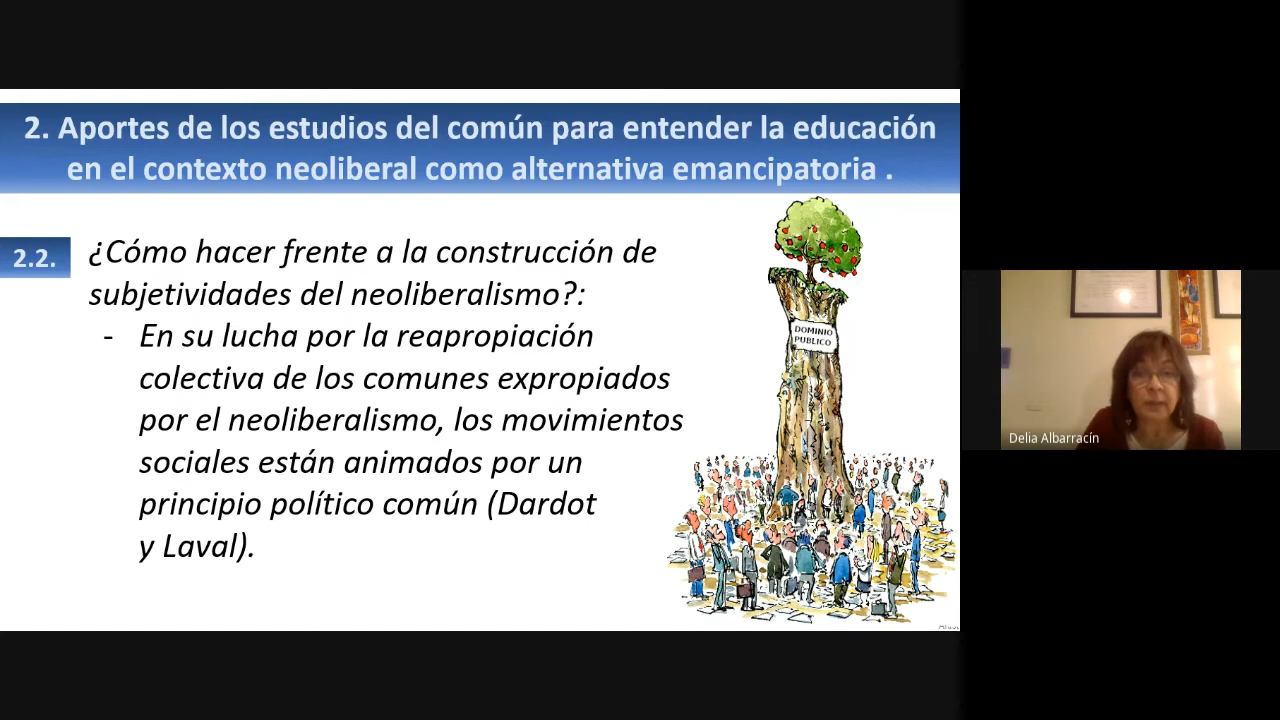 2. Aportes de los estudios del común para entender la educación
en el contexto neoliberal como alternativa emancipatoria .
2.2.
¿Cómo hacer frente a la construcción de
subjetividades del neoliberalismo?:
- En su lucha por la reapropiación
colectiva de los comunes expropiados
por el neoliberalismo, los movimientos
sociales están animados por un
principio político común (Dardot
y Laval).
DOMINIO
PUBLICO
Delia Albarracín